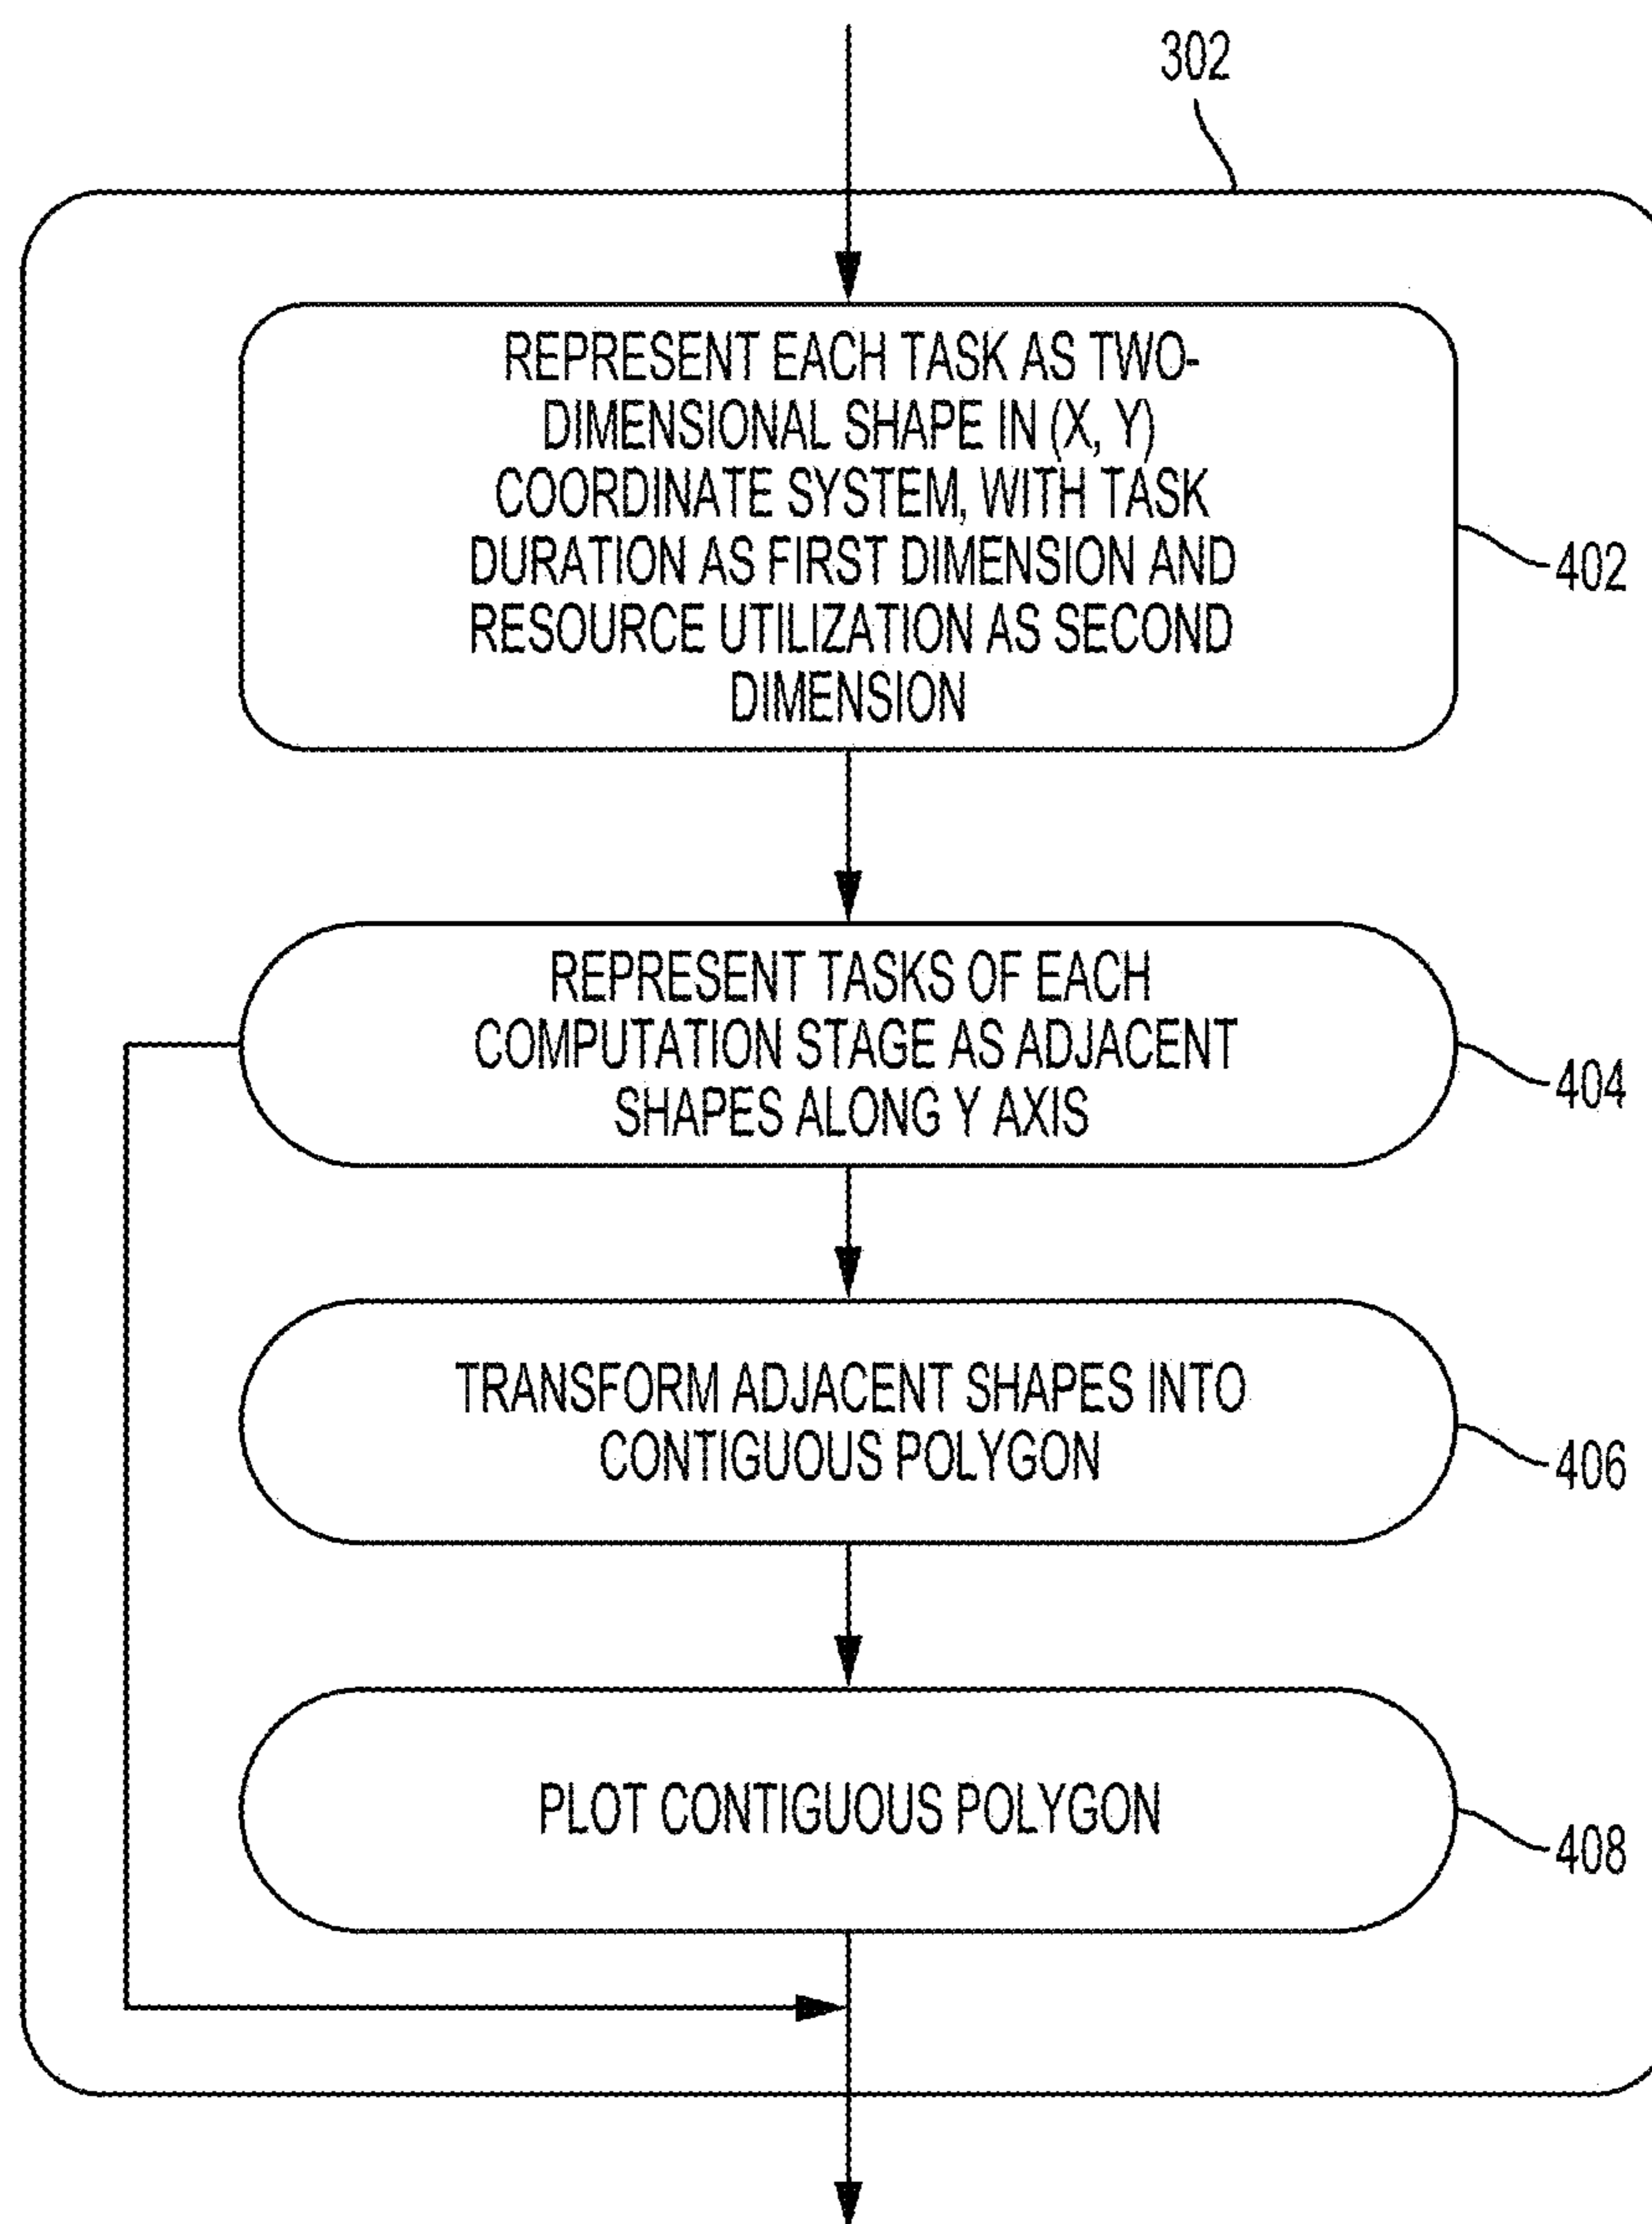 302
REPRESENT EACH TASK AS TWO-
DIMENSIONAL SHAPE IN (X, Y)
COORDINATE SYSTEM, WITH TASK
DURATION AS FIRST DIMENSION AND
RESOURCE UTILIZATION AS SECOND
DIMENSION
402
REPRESENT TASKS OF EACH
COMPUTATION STAGE AS ADJACENT
SHAPES ALONG Y AXIS
404
TRANSFORM ADJACENT SHAPES INTO
CONTIGUOUS POLYGON
406
PLOT CONTIGUOUS POLYGON
408